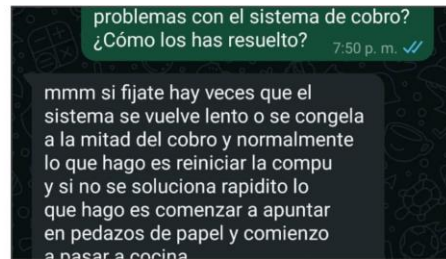 problemas con el sistema de cobro?
¿Cómo los has resuelto?
7:50 p. m.
mmm si fijate hay veces que el
sistema se vuelve lento o se congela
a la mitad del cobro y normalmente
lo que hago es reiniciar la compu
y si no se soluciona rapidito lo
que hago es comenzar a apuntar
en pedazos de papel y comienzo
a pasar a cocina